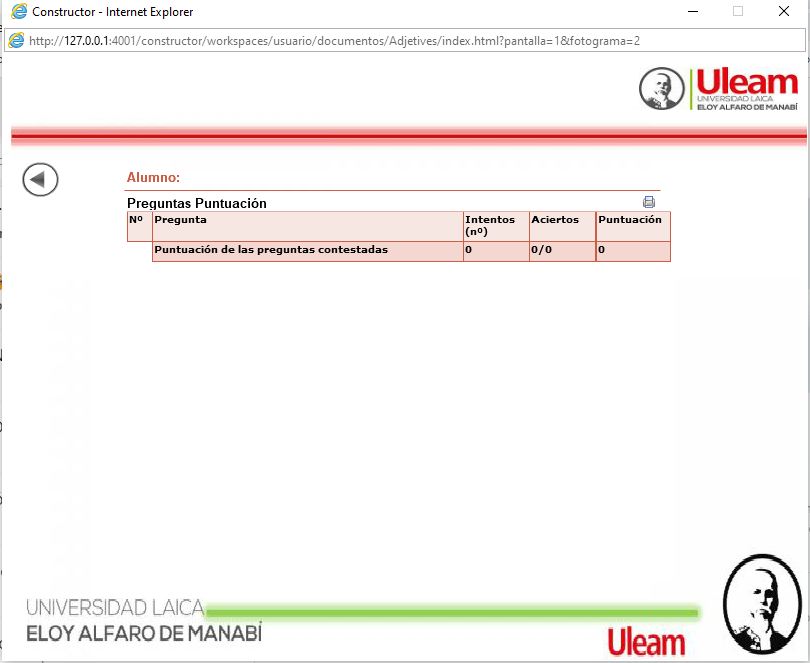 Constructor - Internet Explorer
http://127.0.0.1:4001/constructor/workspaces/usuario/documentos/Adjetives/index.html?pantalla=1&fotograma=2
Uleam
UNIVERSIDAD LAICA
ELOY ALFARO DE MANABÍ
Alumno:
Preguntas Puntuación
Nº Pregunta Intentos (nº) Aciertos Puntuación
Puntuación de las preguntas contestadas 0 0/0 0
UNIVERSIDAD LAICA
ELOY ALFARO DE MANABÍ
Uleam